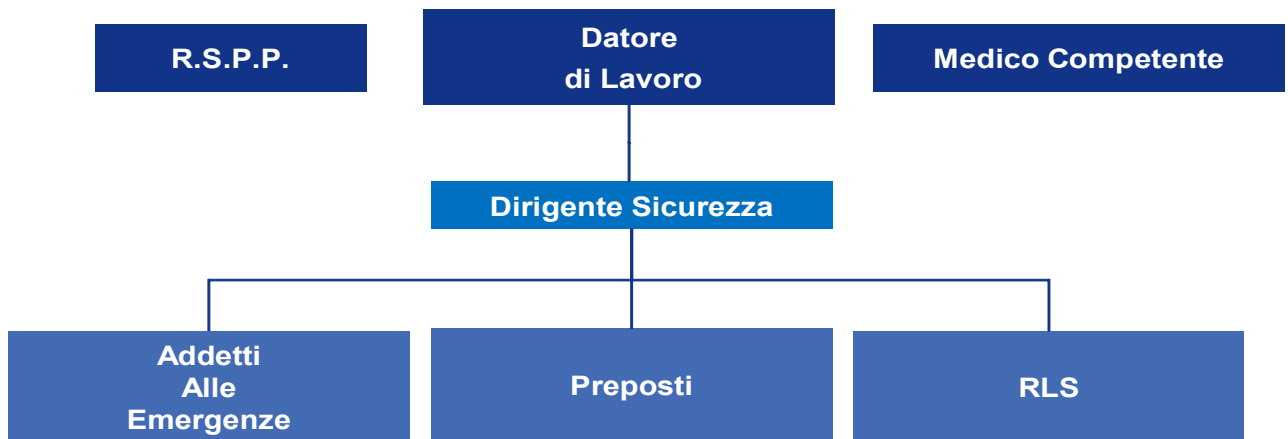 R.S.P.P.
Datore
di Lavoro
Medico Competente
Dirigente Sicurezza
Addetti
Alle
Emergenze
Preposti
RLS